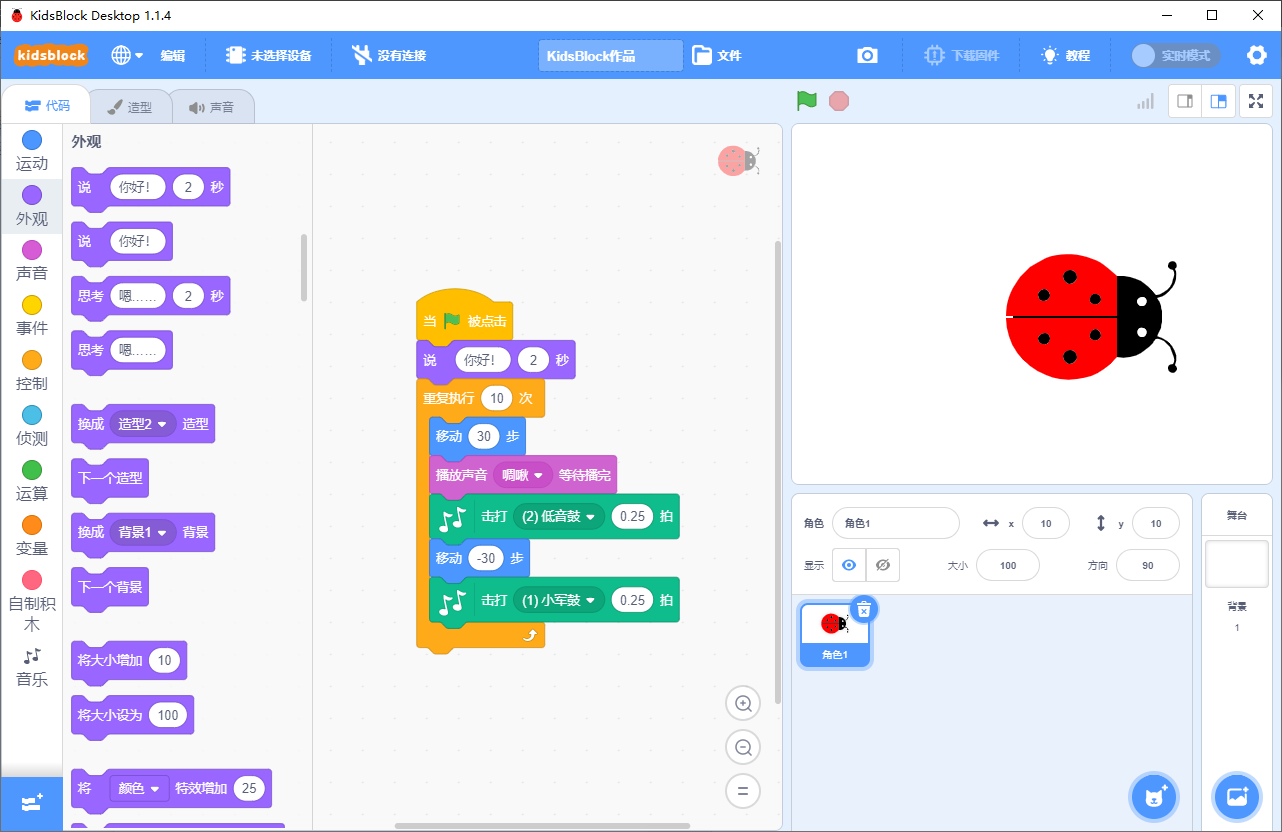 KidsBlock Desktop 1.1.4
kidsblock 编辑 未选择设备 没有连接 KidsBlock作品 文件 下载固件 教程 实时模式
代码 造型 声音
运动
外观
声音
事件
控制
侦测
运算
变量
自制积
木
音乐
外观
说 你好! 2 秒
说 你好!
思考 嗯…… 2 秒
思考 嗯……
换成 造型2 造型
下一个造型
换成 背景1 背景
下一个背景
将大小增加 10
将大小设为 100
将 颜色 特效增加 25
当 被点击
说 你好! 2 秒
重复执行 10 次
移动 30 步
播放声音 啁啾 等待播完
击打 (2) 低音鼓 0.25 拍
移动 -30 步
击打 (1) 小军鼓 0.25 拍
角色 角色1 x 10 y 10
显示 大小 100 方向 90
角色1
舞台
背景
1